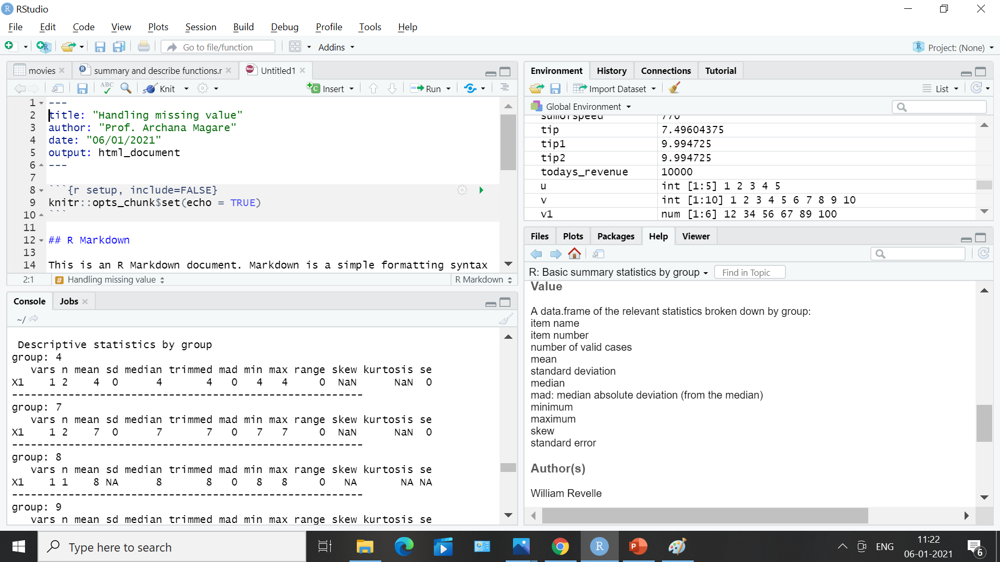 RStudio
File Edit Code View Plots Session Build Debug Profile Tools Help
Go to file/function Addins Project: (None)
movies summary and describe functions.r Untitled1
ABC Knit Insert Run
1 ---
2 title: "Handling missing value"
3 author: "Prof. Archana Magare"
4 date: "06/01/2021"
5 output: html_document
6 ---
7
8 ```{r setup, include=FALSE}
9 knitr::opts_chunk$set(echo = TRUE)
10 ```
11
12 ## R Markdown
13
14 This is an R Markdown document. Markdown is a simple formatting syntax
2:1 # Handling missing value R Markdown
Console Jobs
~/
Descriptive statistics by group
group: 4
vars n mean sd median trimmed mad min max range skew kurtosis se
X1 1 2 4 0 4 4 0 4 4 0 NaN NaN 0
--------------------------------------------------------
group: 7
vars n mean sd median trimmed mad min max range skew kurtosis se
X1 1 2 7 0 7 7 0 7 7 0 NaN NaN 0
--------------------------------------------------------
group: 8
vars n mean sd median trimmed mad min max range skew kurtosis se
X1 1 1 8 NA 8 8 0 8 8 0 NA NA NA
--------------------------------------------------------
group: 9
vars n mean sd median trimmed mad min max range skew kurtosis se
Environment History Connections Tutorial
Import Dataset List
Global Environment
sumofspeed 770
tip 7.49604375
tip1 9.994725
tip2 9.994725
todays_revenue 10000
u int [1:5] 1 2 3 4 5
v int [1:10] 1 2 3 4 5 6 7 8 9 10
v1 num [1:6] 12 34 56 67 89 100
Files Plots Packages Help Viewer
R: Basic summary statistics by group Find in Topic
Value
A data.frame of the relevant statistics broken down by group:
item name
item number
number of valid cases
mean
standard deviation
median
mad: median absolute deviation (from the median)
minimum
maximum
skew
standard error
Author(s)
William Revelle
Type here to search
ENG
11:22
06-01-2021
6